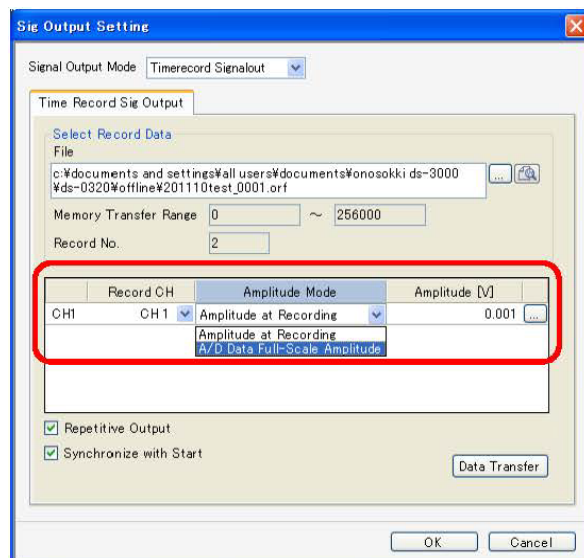 Sig Output Setting
Signal Output Mode Timerecord Signalout
Time Record Sig Output
Select Record Data
File
c:¥documents and settings¥all users¥documents¥onosokki ds-3000
¥ds-0320¥offline¥201110test_0001.orf
...
Memory Transfer Range 0 ～ 256000
Record No. 2
Record CH Amplitude Mode Amplitude [V]
CH1 CH 1 Amplitude at Recording 0.001 ...
Amplitude at Recording
A/D Data Full-Scale Amplitude
Repetitive Output
Synchronize with Start
Data Transfer
OK Cancel